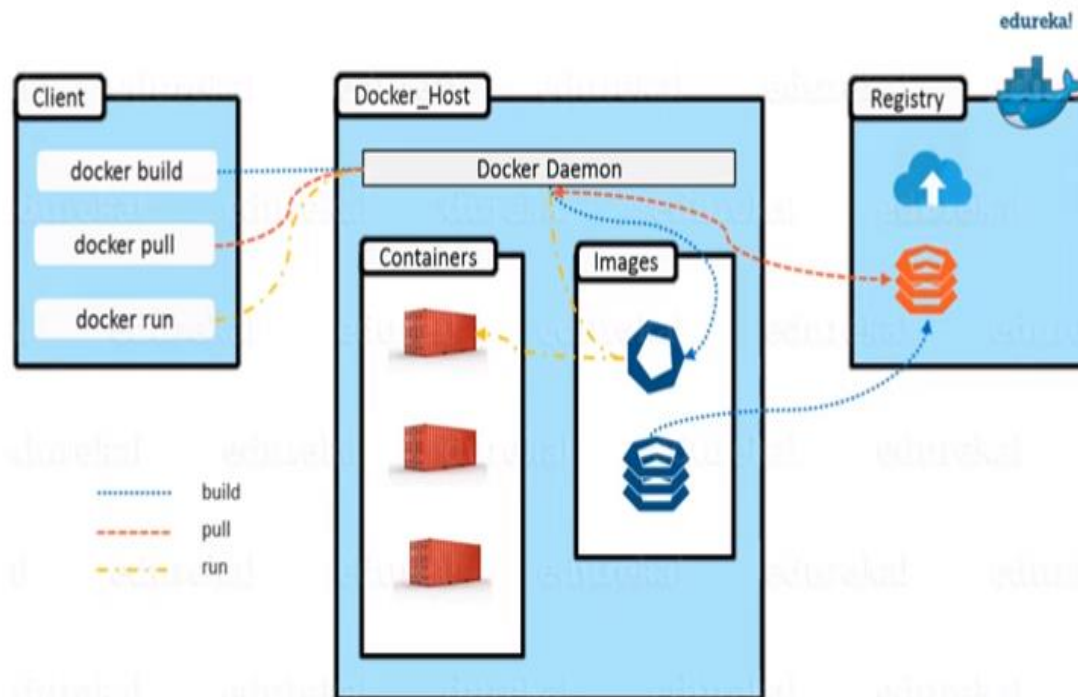 edureka!
Client
docker build
docker pull
docker run
Docker_Host
Docker Daemon
Containers
Images
Registry
build
pull
run